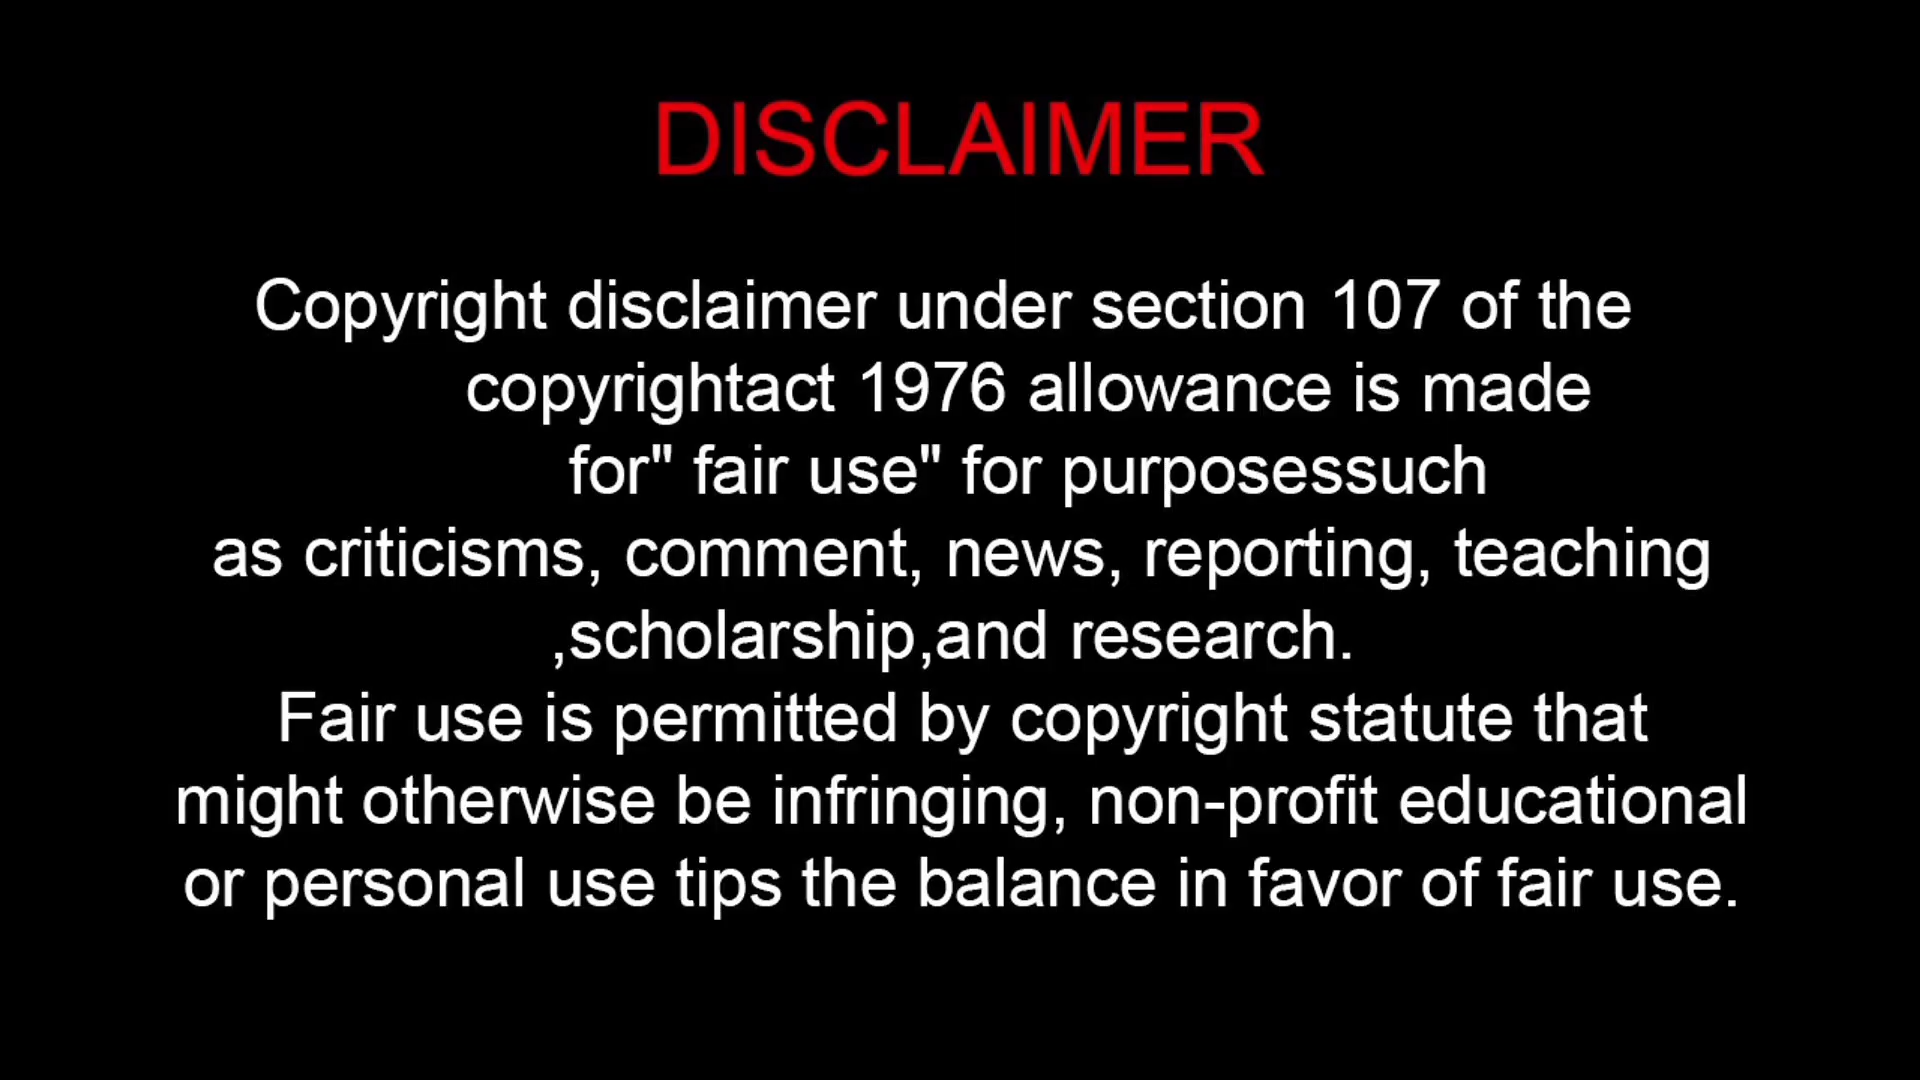 DISCLAIMER
Copyright disclaimer under section 107 of the
copyrightact 1976 allowance is made
for" fair use" for purposessuch
as criticisms, comment, news, reporting, teaching
,scholarship,and research.
Fair use is permitted by copyright statute that
might otherwise be infringing, non-profit educational
or personal use tips the balance in favor of fair use.